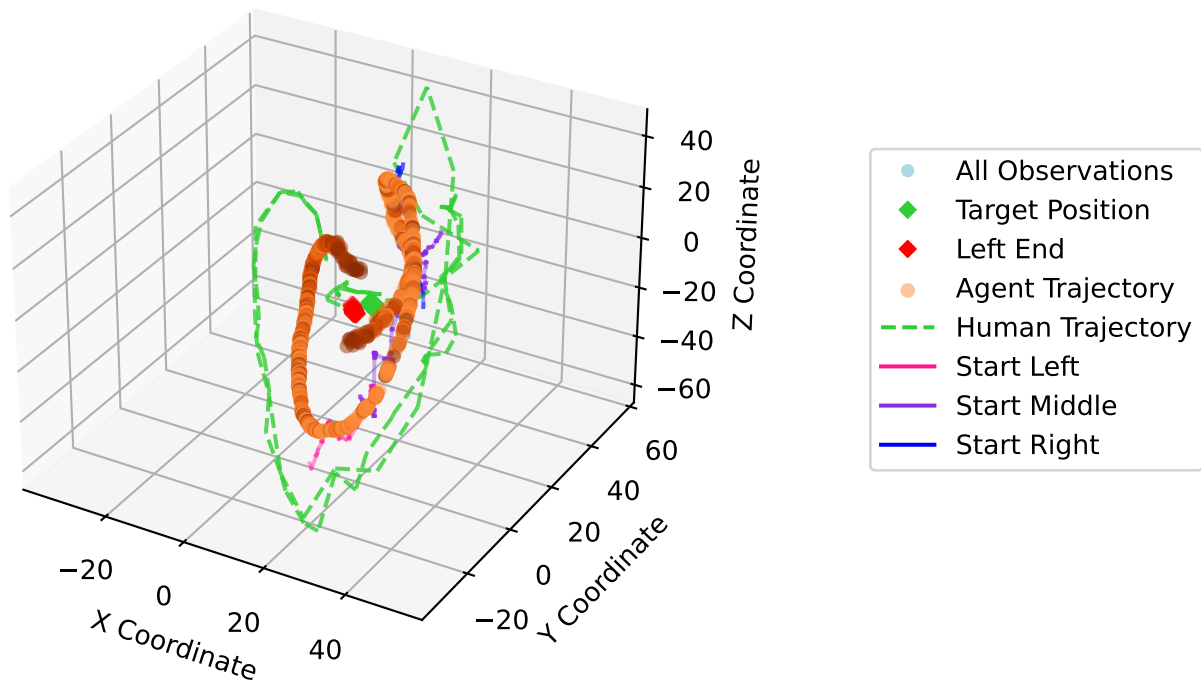 40
20
0
−20
−40
−60
Z Coordinate
60
40
20
0
−20
Y Coordinate
−20
0
20
40
X Coordinate
All Observations
Target Position
Left End
Agent Trajectory
Human Trajectory
Start Left
Start Middle
Start Right